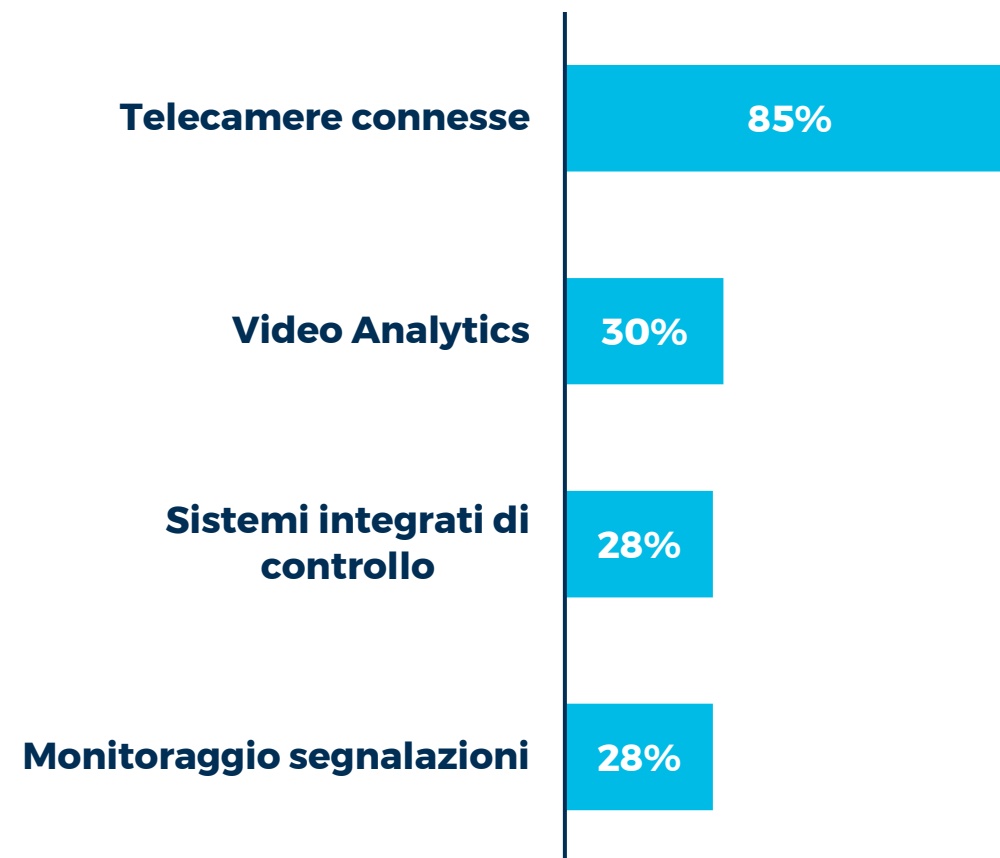 Telecamere connesse
85%
Video Analytics
30%
Sistemi integrati di
controllo
28%
Monitoraggio segnalazioni
28%